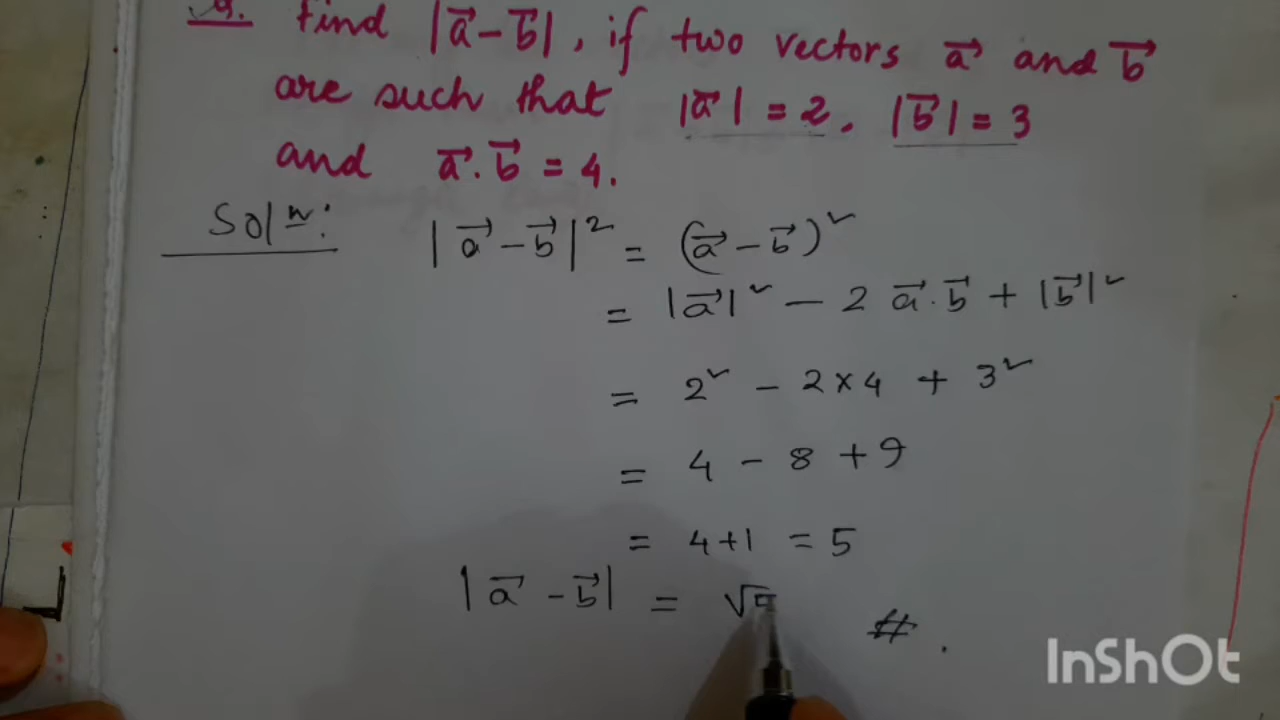 Q. Find |a⃗-b⃗|, if two vectors a⃗ and b⃗
are such that |a⃗| = 2, |b⃗| = 3
and a⃗.b⃗ = 4.
Solⁿ:
|a⃗-b⃗|² = (a⃗-b⃗)²
= |a⃗|² - 2 a⃗.b⃗ + |b⃗|²
= 2² - 2×4 + 3²
= 4 - 8 + 9
= 4+1 = 5
|a⃗-b⃗| = √5 #.
InShOt